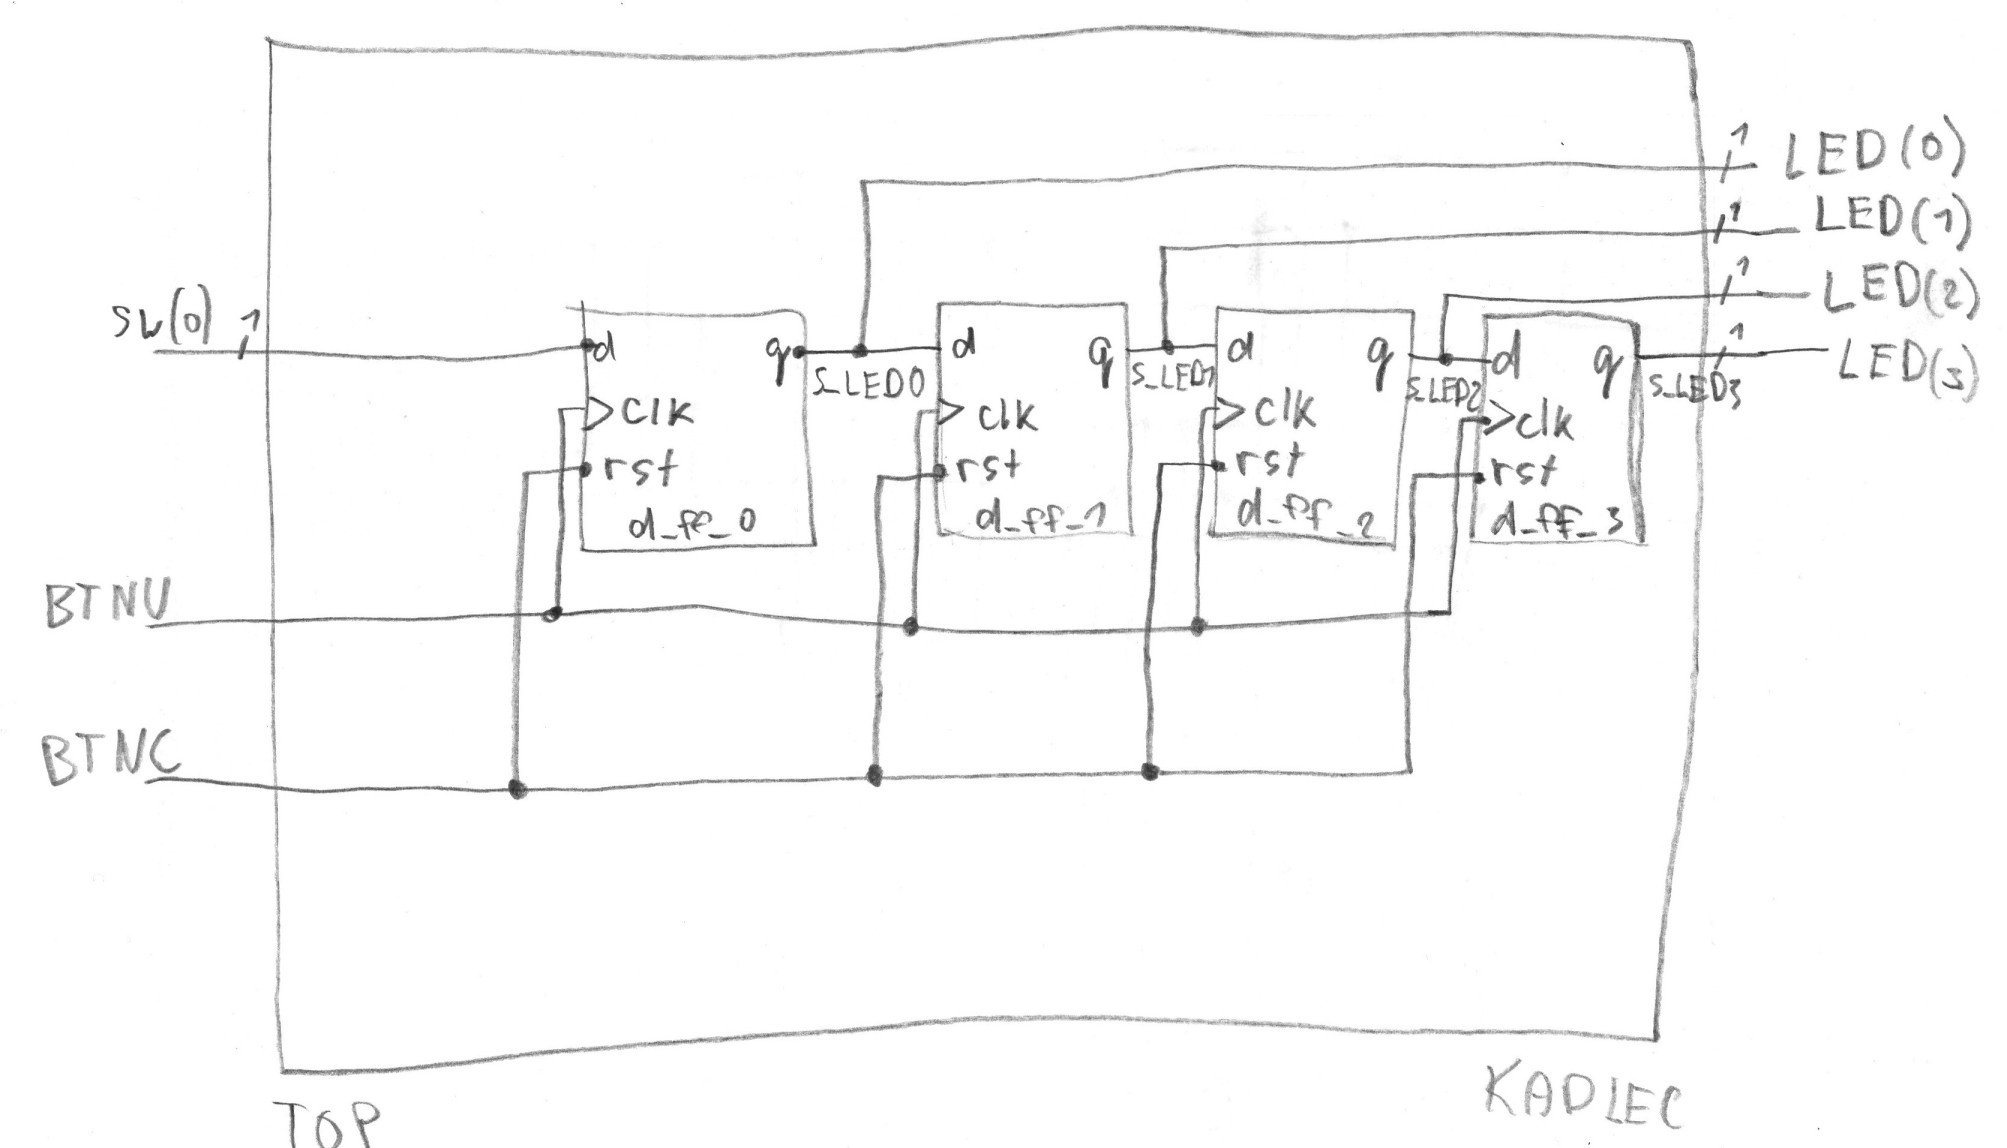 1 LED(0)
1 LED(1)
1 LED(2)
SW(0) 1
1 LED(3)
d q S_LED0 d q S_LED1 d q S_LED2 d q S_LED3
clk clk clk clk
rst rst rst rst
d_ff_0 d_ff_1 d_ff_2 d_ff_3
BTNU
BTNC
KADLEC
TOP